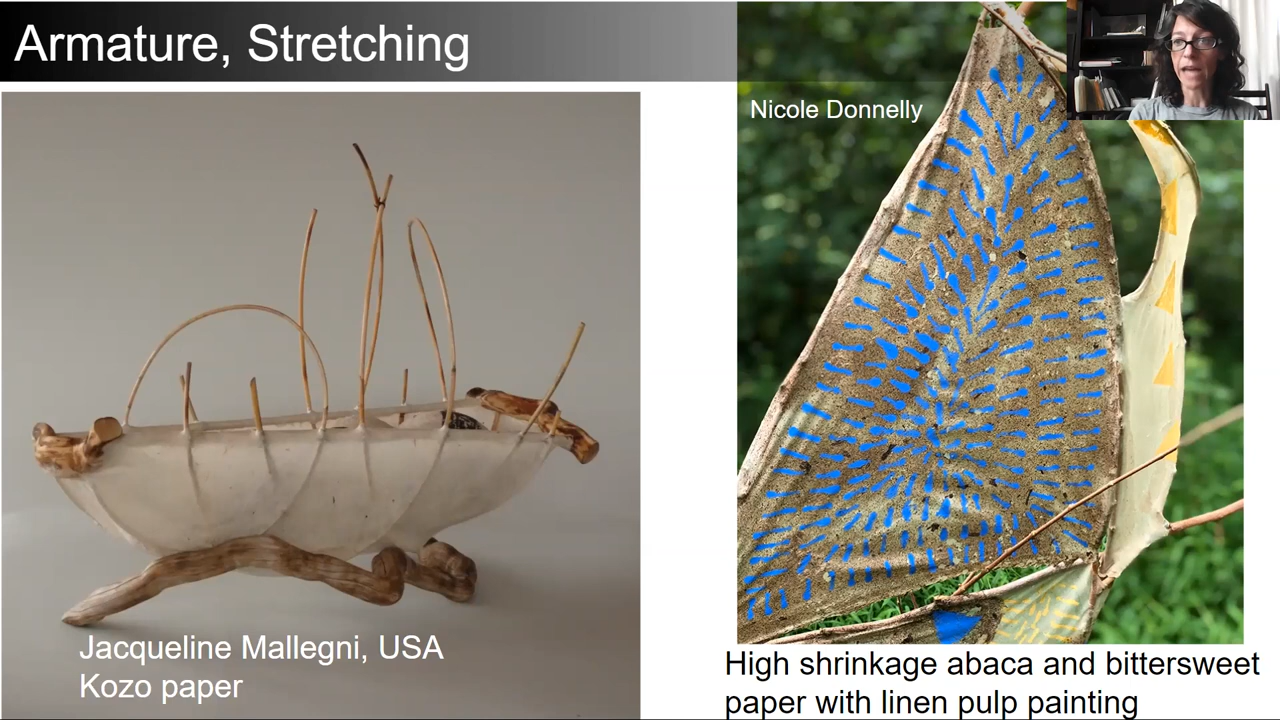 Armature, Stretching
Nicole Donnelly
Jacqueline Mallegni, USA
Kozo paper
High shrinkage abaca and bittersweet
paper with linen pulp painting